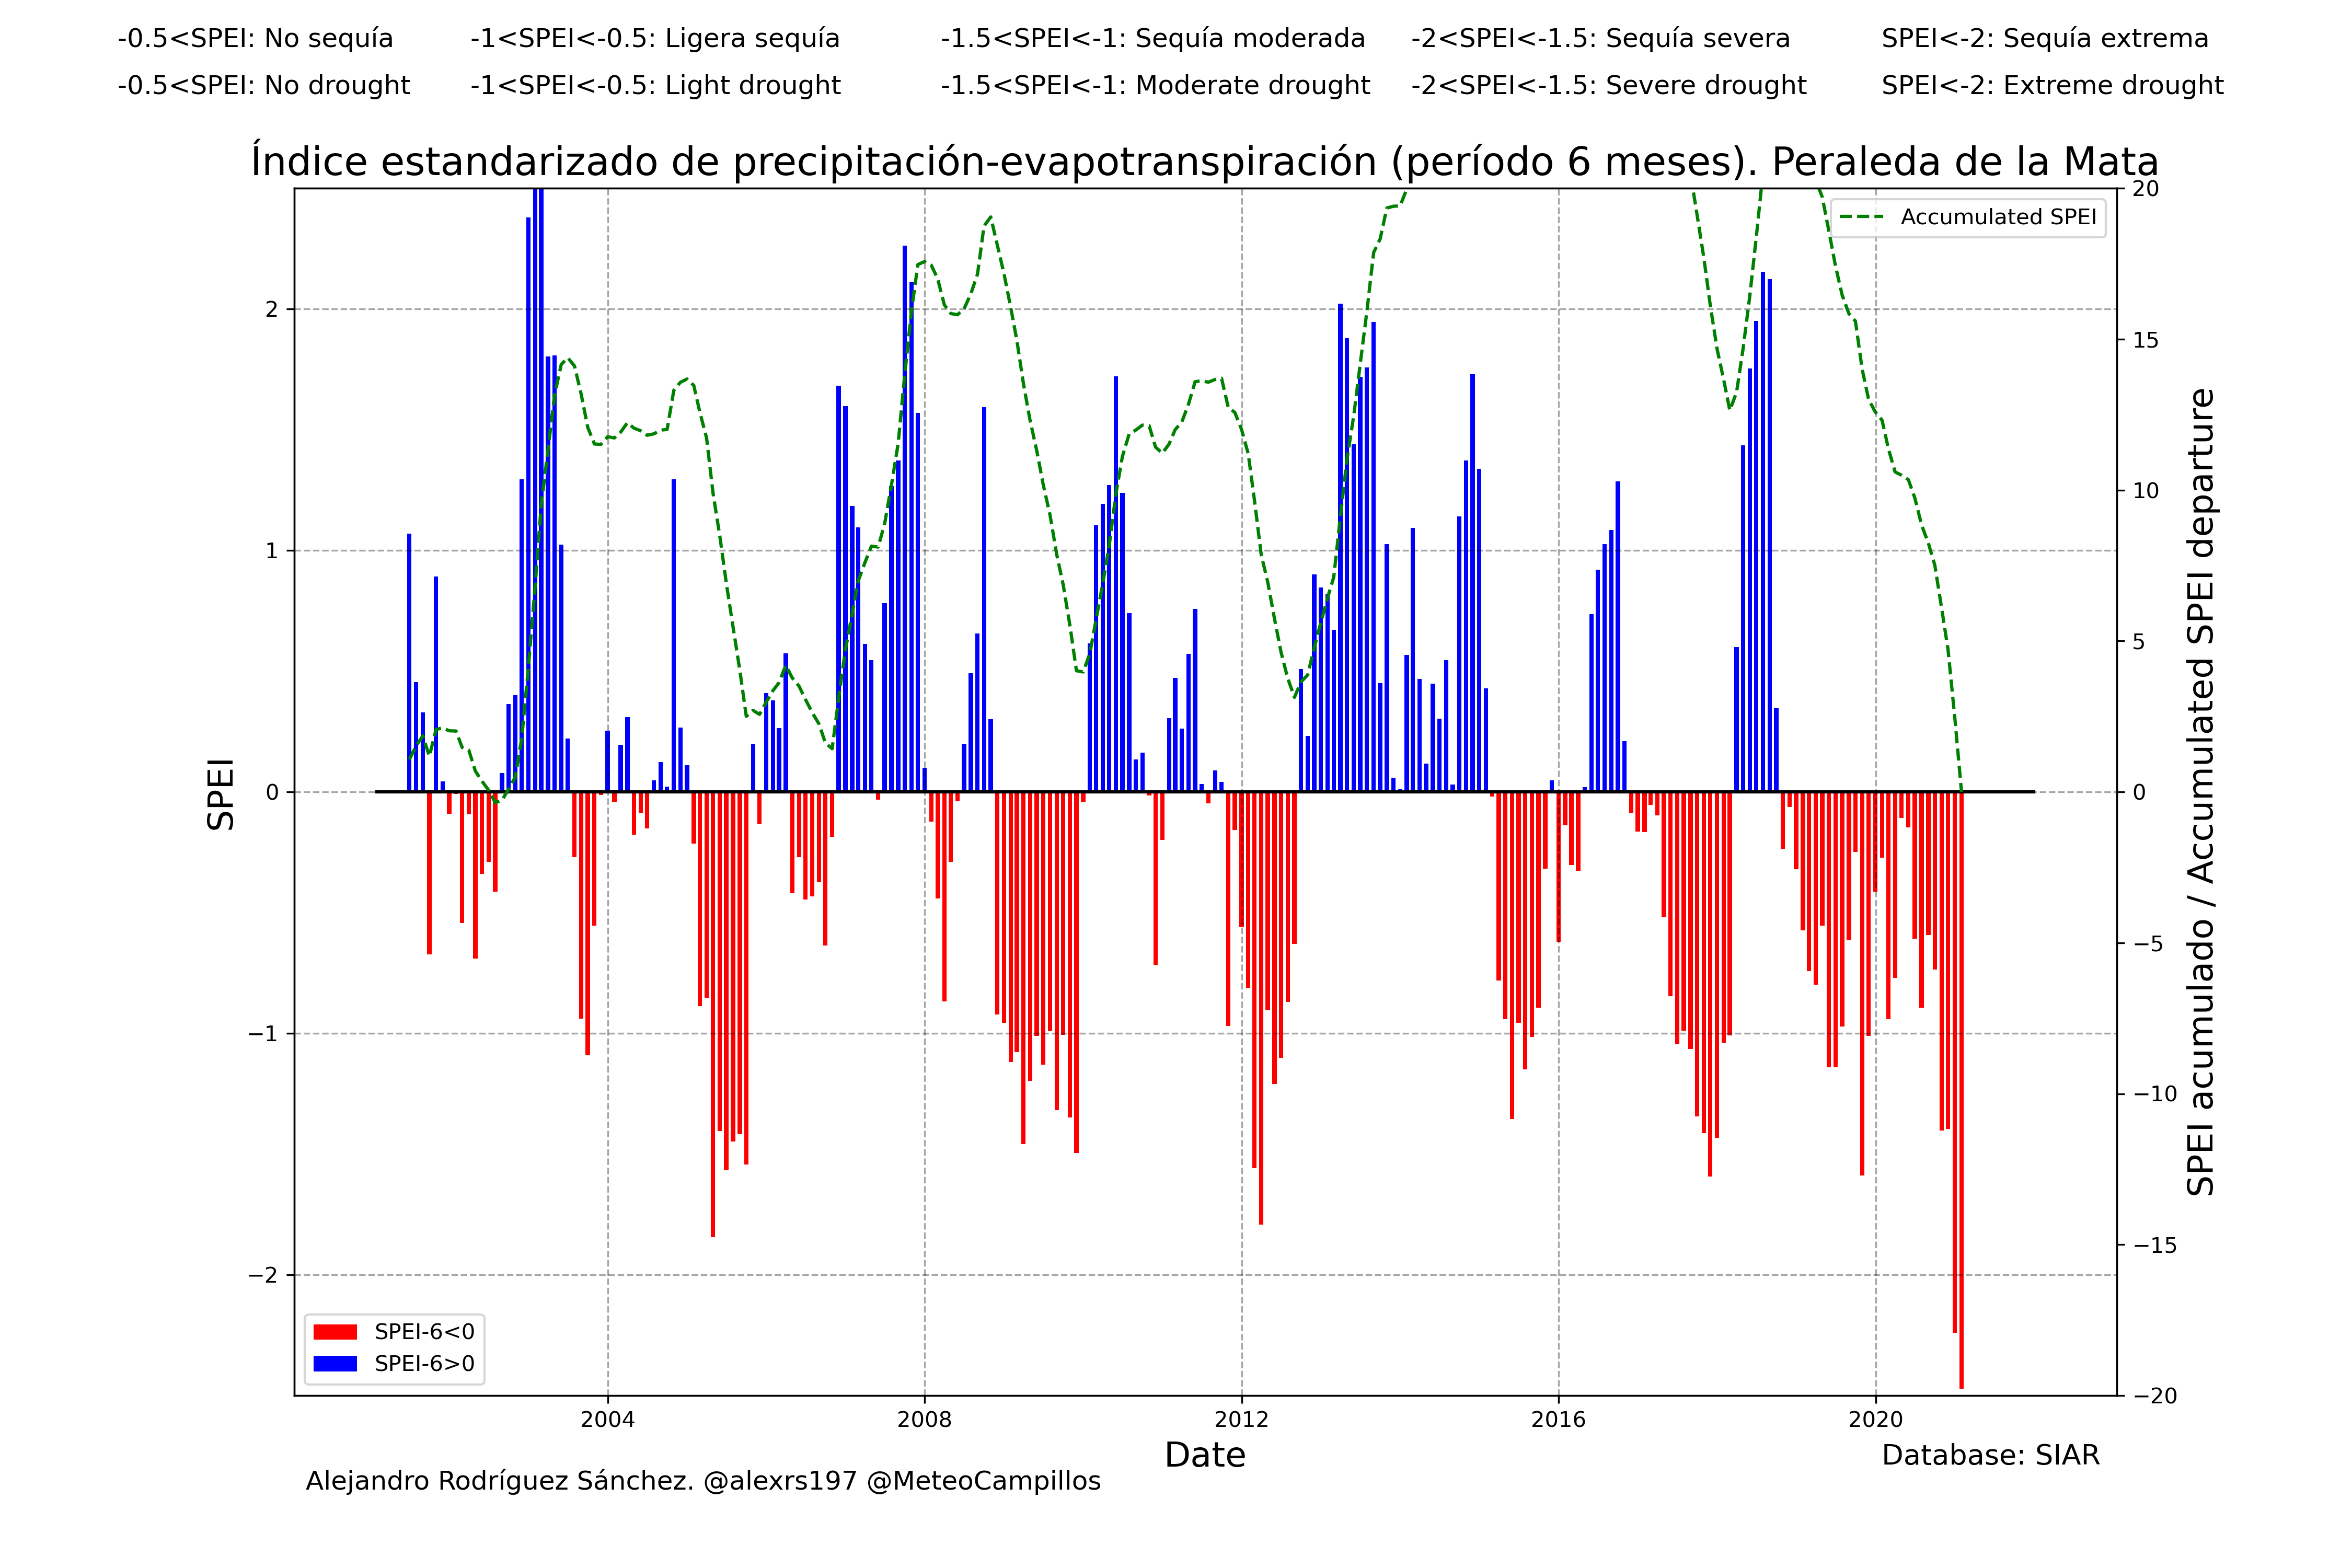 -0.5<SPEI: No sequía -1<SPEI<-0.5: Ligera sequía -1.5<SPEI<-1: Sequía moderada -2<SPEI<-1.5: Sequía severa SPEI<-2: Sequía extrema
-0.5<SPEI: No drought -1<SPEI<-0.5: Light drought -1.5<SPEI<-1: Moderate drought -2<SPEI<-1.5: Severe drought SPEI<-2: Extreme drought
Índice estandarizado de precipitación-evapotranspiración (período 6 meses). Peraleda de la Mata
Accumulated SPEI
SPEI
2
1
0
−1
−2
20
15
10
5
0
−5
−10
−15
−20
SPEI acumulado / Accumulated SPEI departure
SPEI-6<0
SPEI-6>0
2004 2008 2012 2016 2020
Date
Database: SIAR
Alejandro Rodríguez Sánchez. @alexrs197 @MeteoCampillos